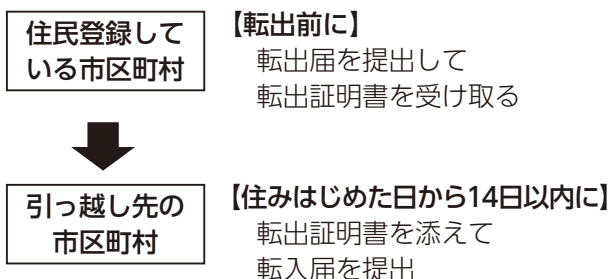 住民登録して
いる市区町村
【転出前に】
転出届を提出して
転出証明書を受け取る
引っ越し先の
市区町村
【住みはじめた日から14日以内に】
転出証明書を添えて
転入届を提出